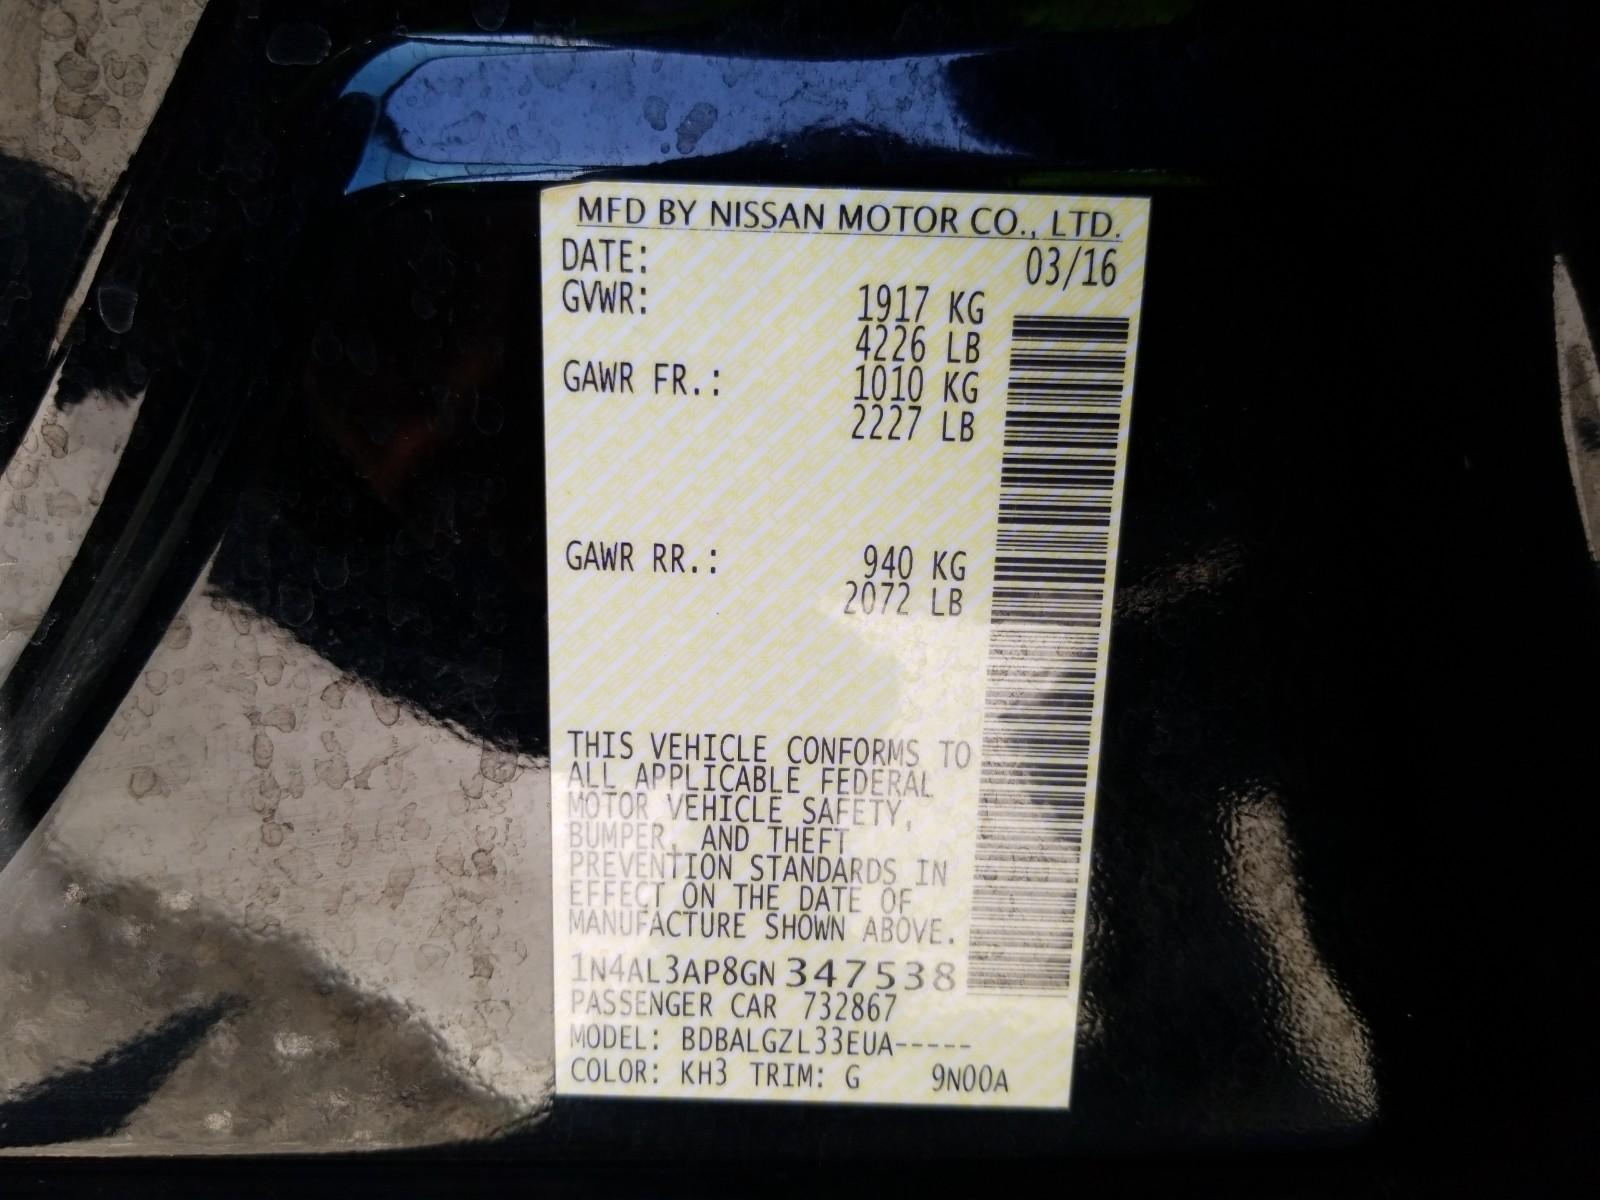 MFD BY NISSAN MOTOR CO., LTD.
DATE: 03/16
GVWR: 1917 KG
4226 LB
GAWR FR.: 1010 KG
2227 LB
GAWR RR.: 940 KG
2072 LB
THIS VEHICLE CONFORMS TO
ALL APPLICABLE FEDERAL
MOTOR VEHICLE SAFETY,
BUMPER, AND THEFT
PREVENTION STANDARDS IN
EFFECT ON THE DATE OF
MANUFACTURE SHOWN ABOVE.
1N4AL3AP8GN347538
PASSENGER CAR 732867
MODEL: BDBALGZL33EUA-----
COLOR: KH3 TRIM: G 9N00A